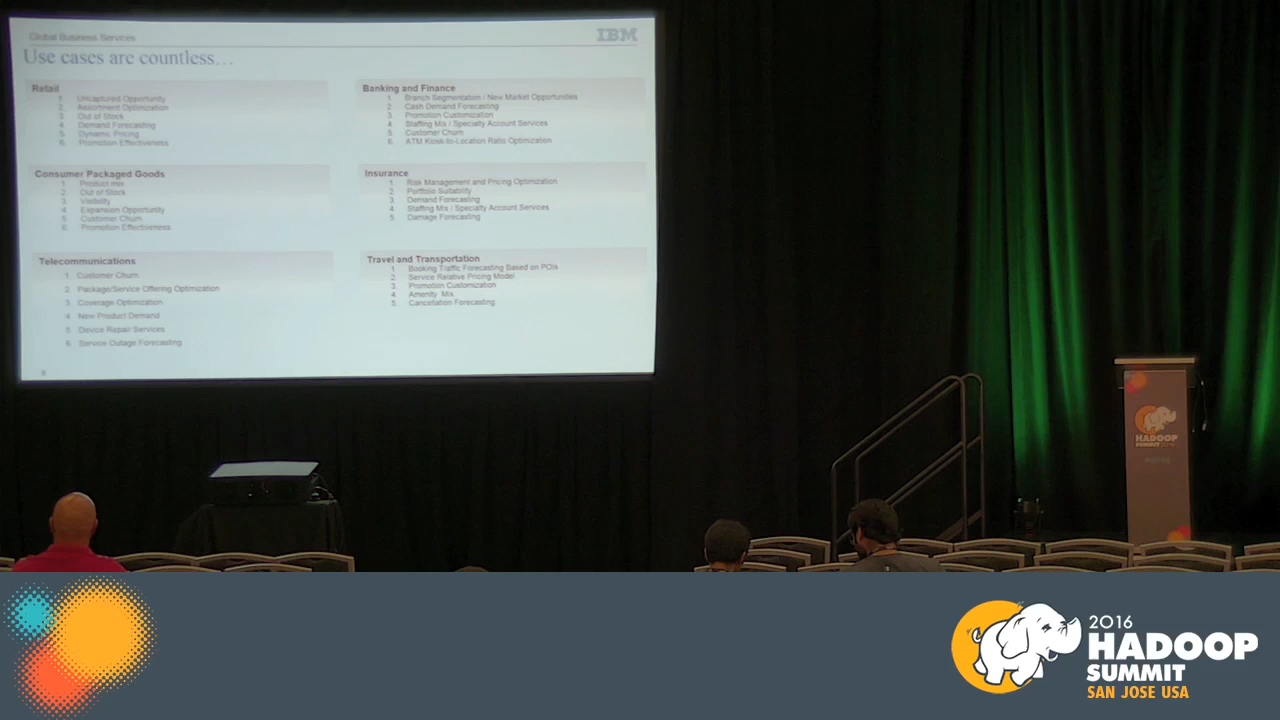 Global Business Services
IBM
Use cases are countless...
Retail
1. Uncaptured Opportunity
2. Assortment Optimization
3. Out of Stock
4. Demand Forecasting
5. Dynamic Pricing
6. Promotion Effectiveness
Consumer Packaged Goods
1. Product mix
2. Out of Stock
3. Visibility
4. Expansion Opportunity
5. Customer Churn
6. Promotion Effectiveness
Telecommunications
1. Customer Churn
2. Package/Service Offering Optimization
3. Coverage Optimization
4. New Product Demand
5. Device Repair Services
6. Service Outage Forecasting
Banking and Finance
1. Branch Segmentation / New Market Opportunities
2. Cash Demand Forecasting
3. Promotion Customization
4. Staffing Mix / Specialty Account Services
5. Customer Churn
6. ATM Kiosk-to-Location Ratio Optimization
Insurance
1. Risk Management and Pricing Optimization
2. Portfolio Suitability
3. Demand Forecasting
4. Staffing Mix / Specialty Account Services
5. Damage Forecasting
Travel and Transportation
1. Booking Traffic Forecasting Based on POIs
2. Service Relative Pricing Model
3. Promotion Customization
4. Amenity Mix
5. Cancellation Forecasting
HADOOP
SUMMIT
2016
HADOOP
SUMMIT
SAN JOSE USA